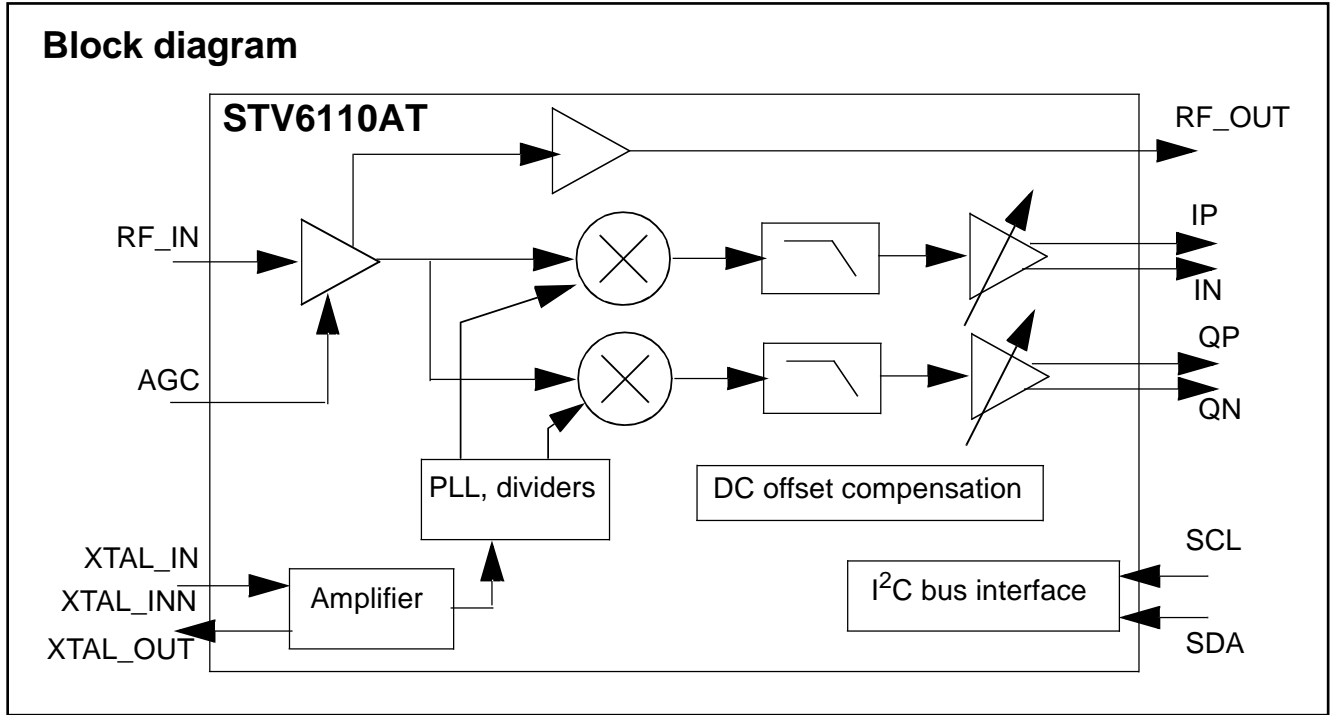 Block diagram
STV6110AT
RF_OUT
RF_IN
IP
IN
AGC
QP
QN
PLL, dividers
DC offset compensation
XTAL_IN
XTAL_INN
XTAL_OUT
Amplifier
I²C bus interface
SCL
SDA